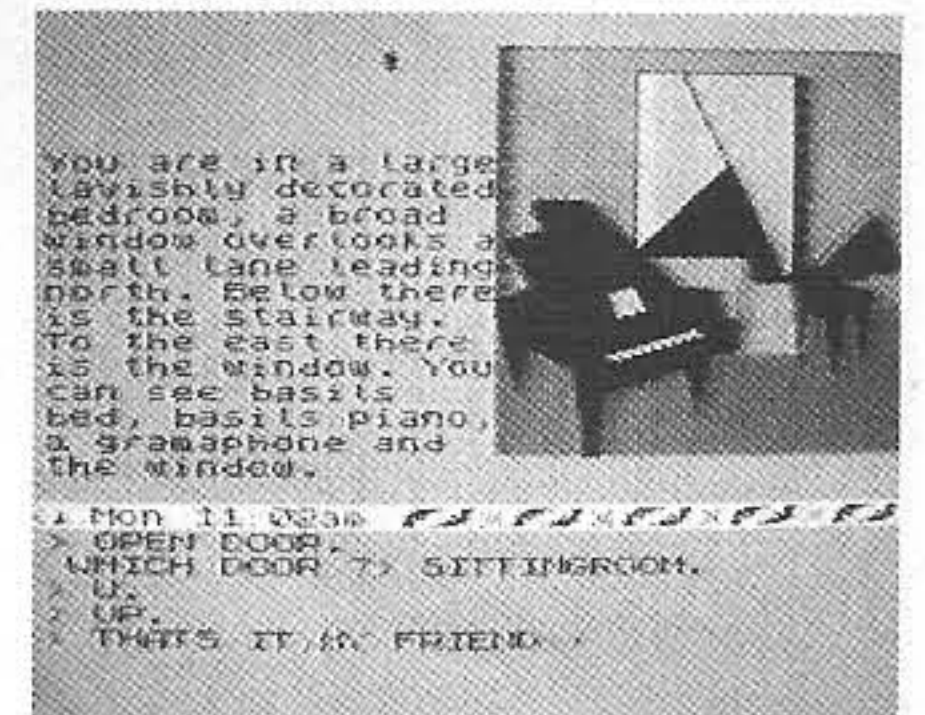 You are in a large
lavishly decorated
bedroom, a broad
window overlooks a
small lane leading
north. Below there
is the stairway.
To the east there
is the window. You
can see basils
bed, basils piano,
a gramaphone and
the window.
Mon 11:02am
> OPEN DOOR.
WHICH DOOR ?> SITTINGROOM.
> U.
> UP.
> THATS IT FRIEND